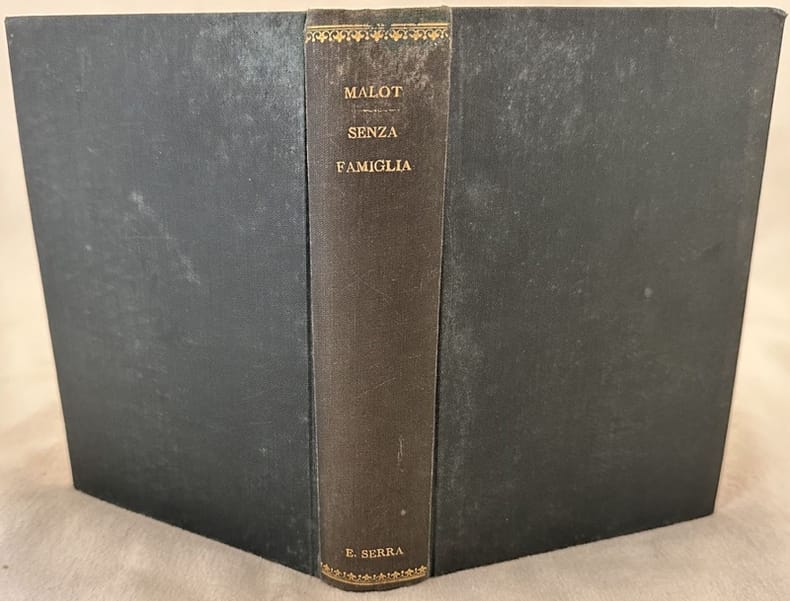 MALOT
SENZA
FAMIGLIA
E. SERRA